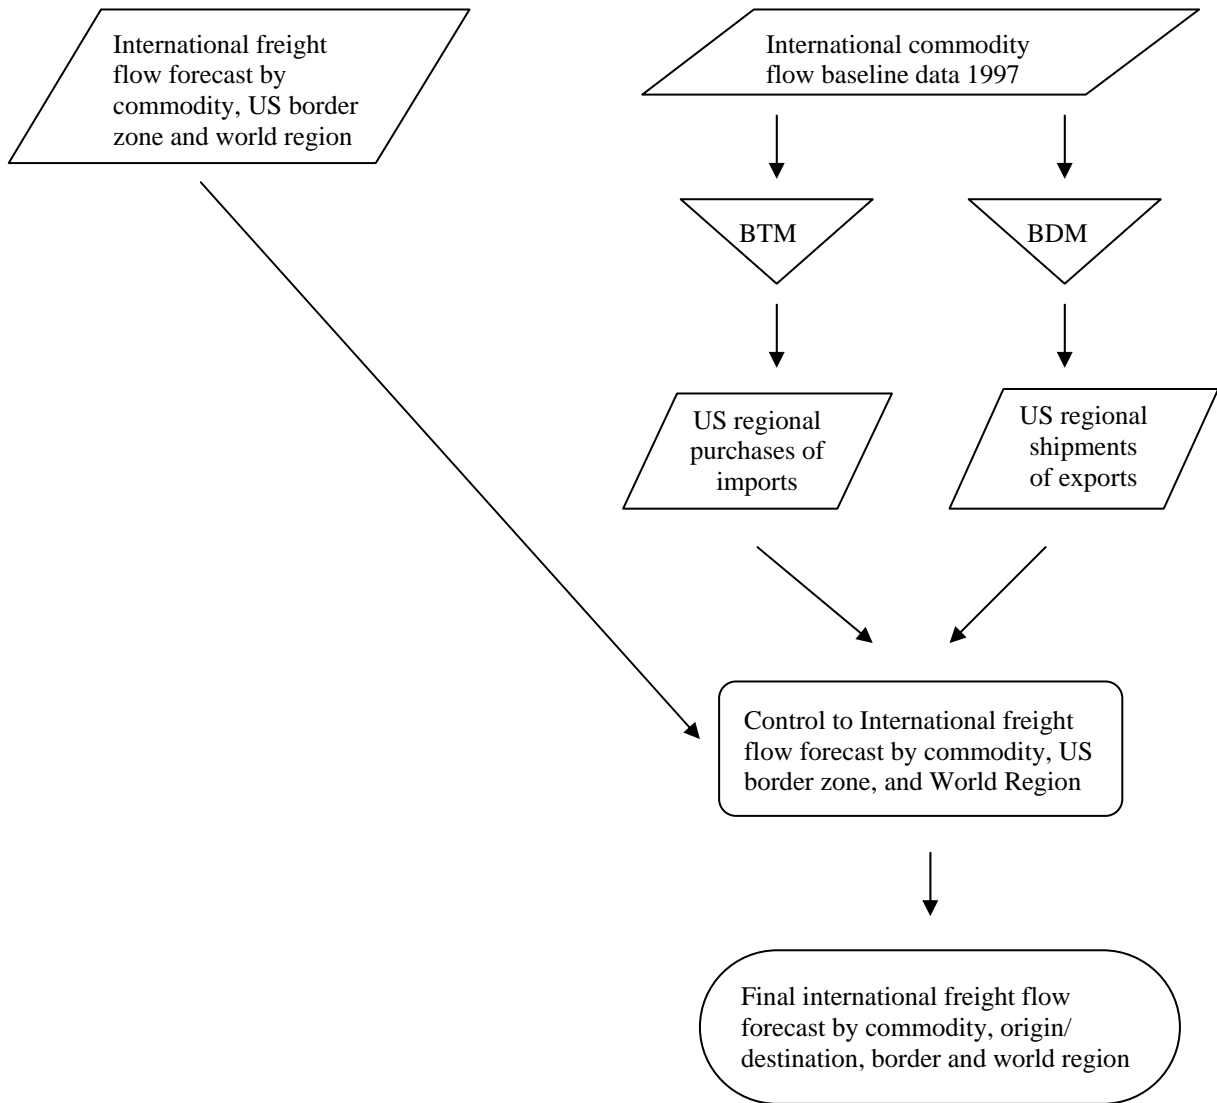 International freight
flow forecast by
commodity, US border
zone and world region
International commodity
flow baseline data 1997
BTM
BDM
US regional
purchases of
imports
US regional
shipments
of exports
Control to International freight
flow forecast by commodity, US
border zone, and World Region
Final international freight flow
forecast by commodity, origin/
destination, border and world region